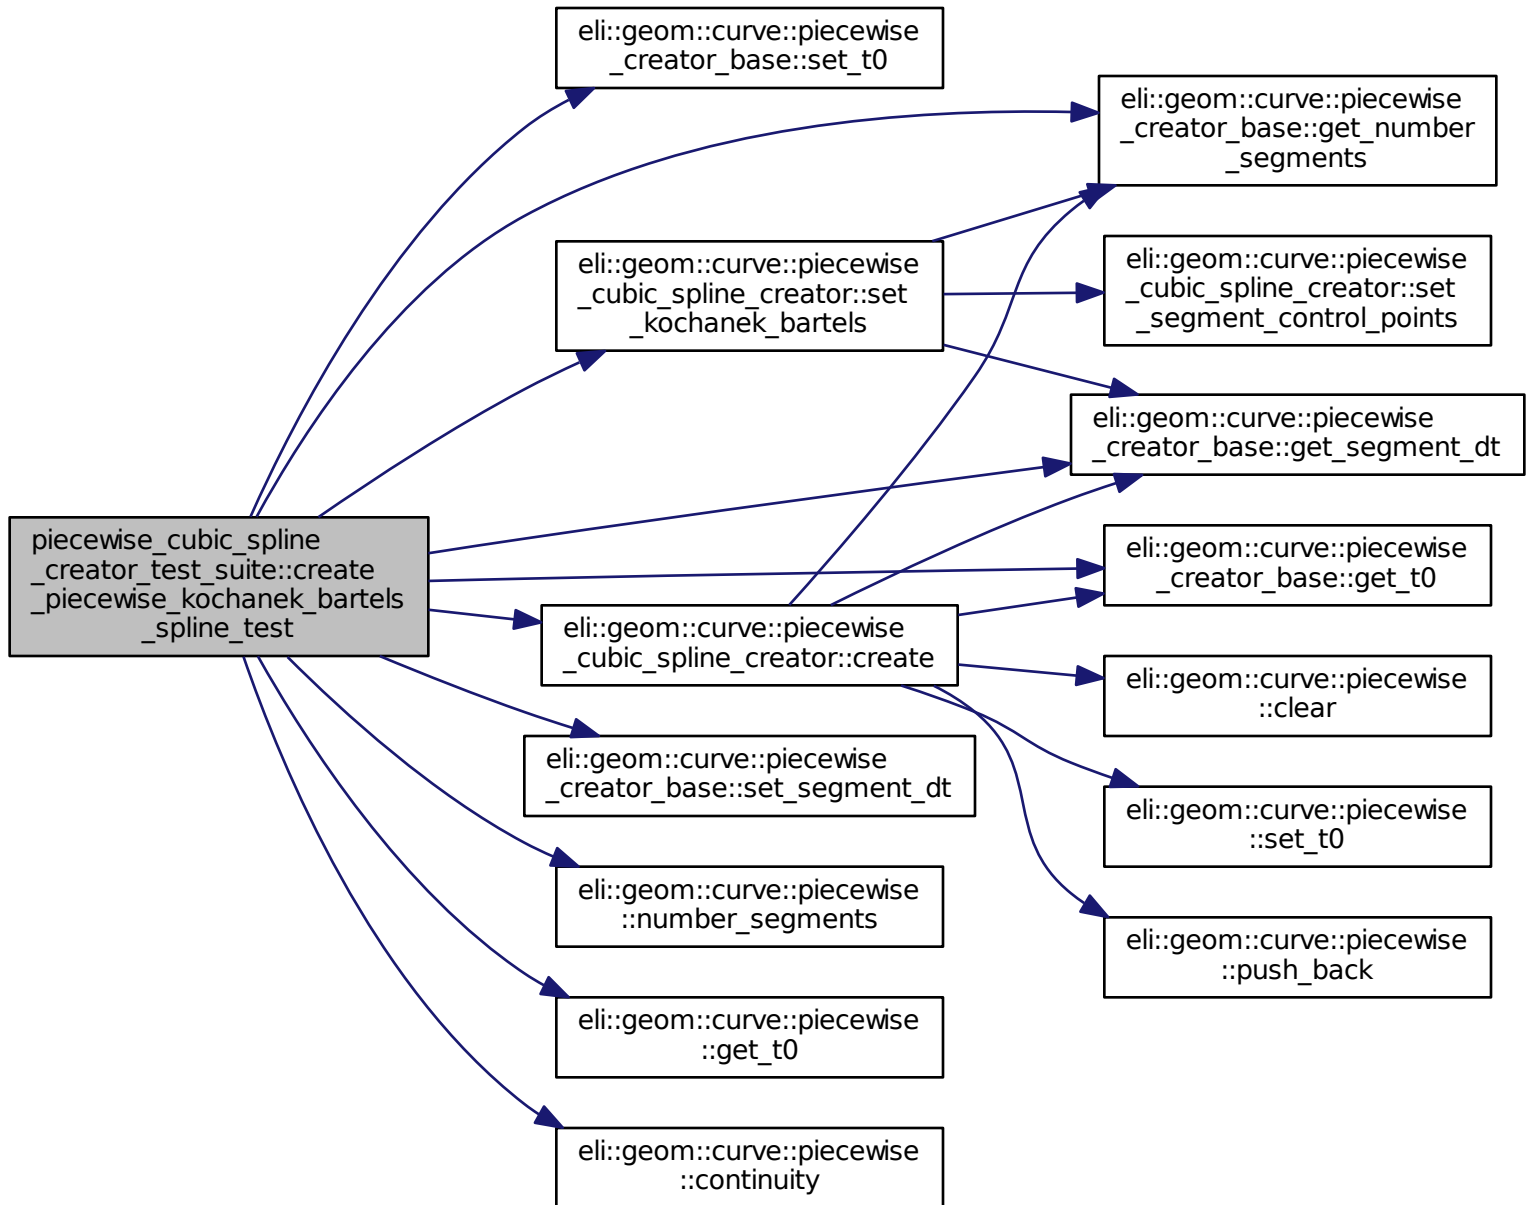 eli::geom::curve::piecewise
_creator_base::set_t0
eli::geom::curve::piecewise
_creator_base::get_number
_segments
eli::geom::curve::piecewise
_cubic_spline_creator::set
_kochanek_bartels
eli::geom::curve::piecewise
_cubic_spline_creator::set
_segment_control_points
eli::geom::curve::piecewise
_creator_base::get_segment_dt
piecewise_cubic_spline
_creator_test_suite::create
_piecewise_kochanek_bartels
_spline_test
eli::geom::curve::piecewise
_creator_base::get_t0
eli::geom::curve::piecewise
_cubic_spline_creator::create
eli::geom::curve::piecewise
::clear
eli::geom::curve::piecewise
_creator_base::set_segment_dt
eli::geom::curve::piecewise
::set_t0
eli::geom::curve::piecewise
::number_segments
eli::geom::curve::piecewise
::push_back
eli::geom::curve::piecewise
::get_t0
eli::geom::curve::piecewise
::continuity